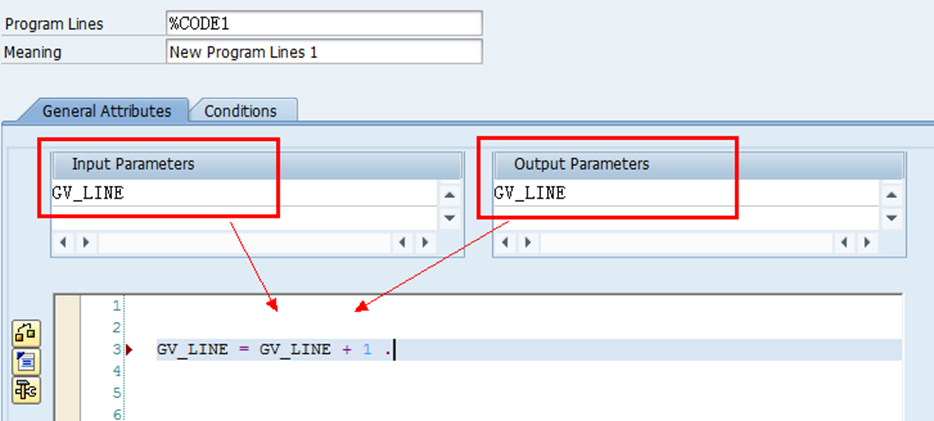 Program Lines %CODE1
Meaning New Program Lines 1
General Attributes Conditions
Input Parameters Output Parameters
GV_LINE GV_LINE
1
2
3 GV_LINE = GV_LINE + 1 .
4
5
6